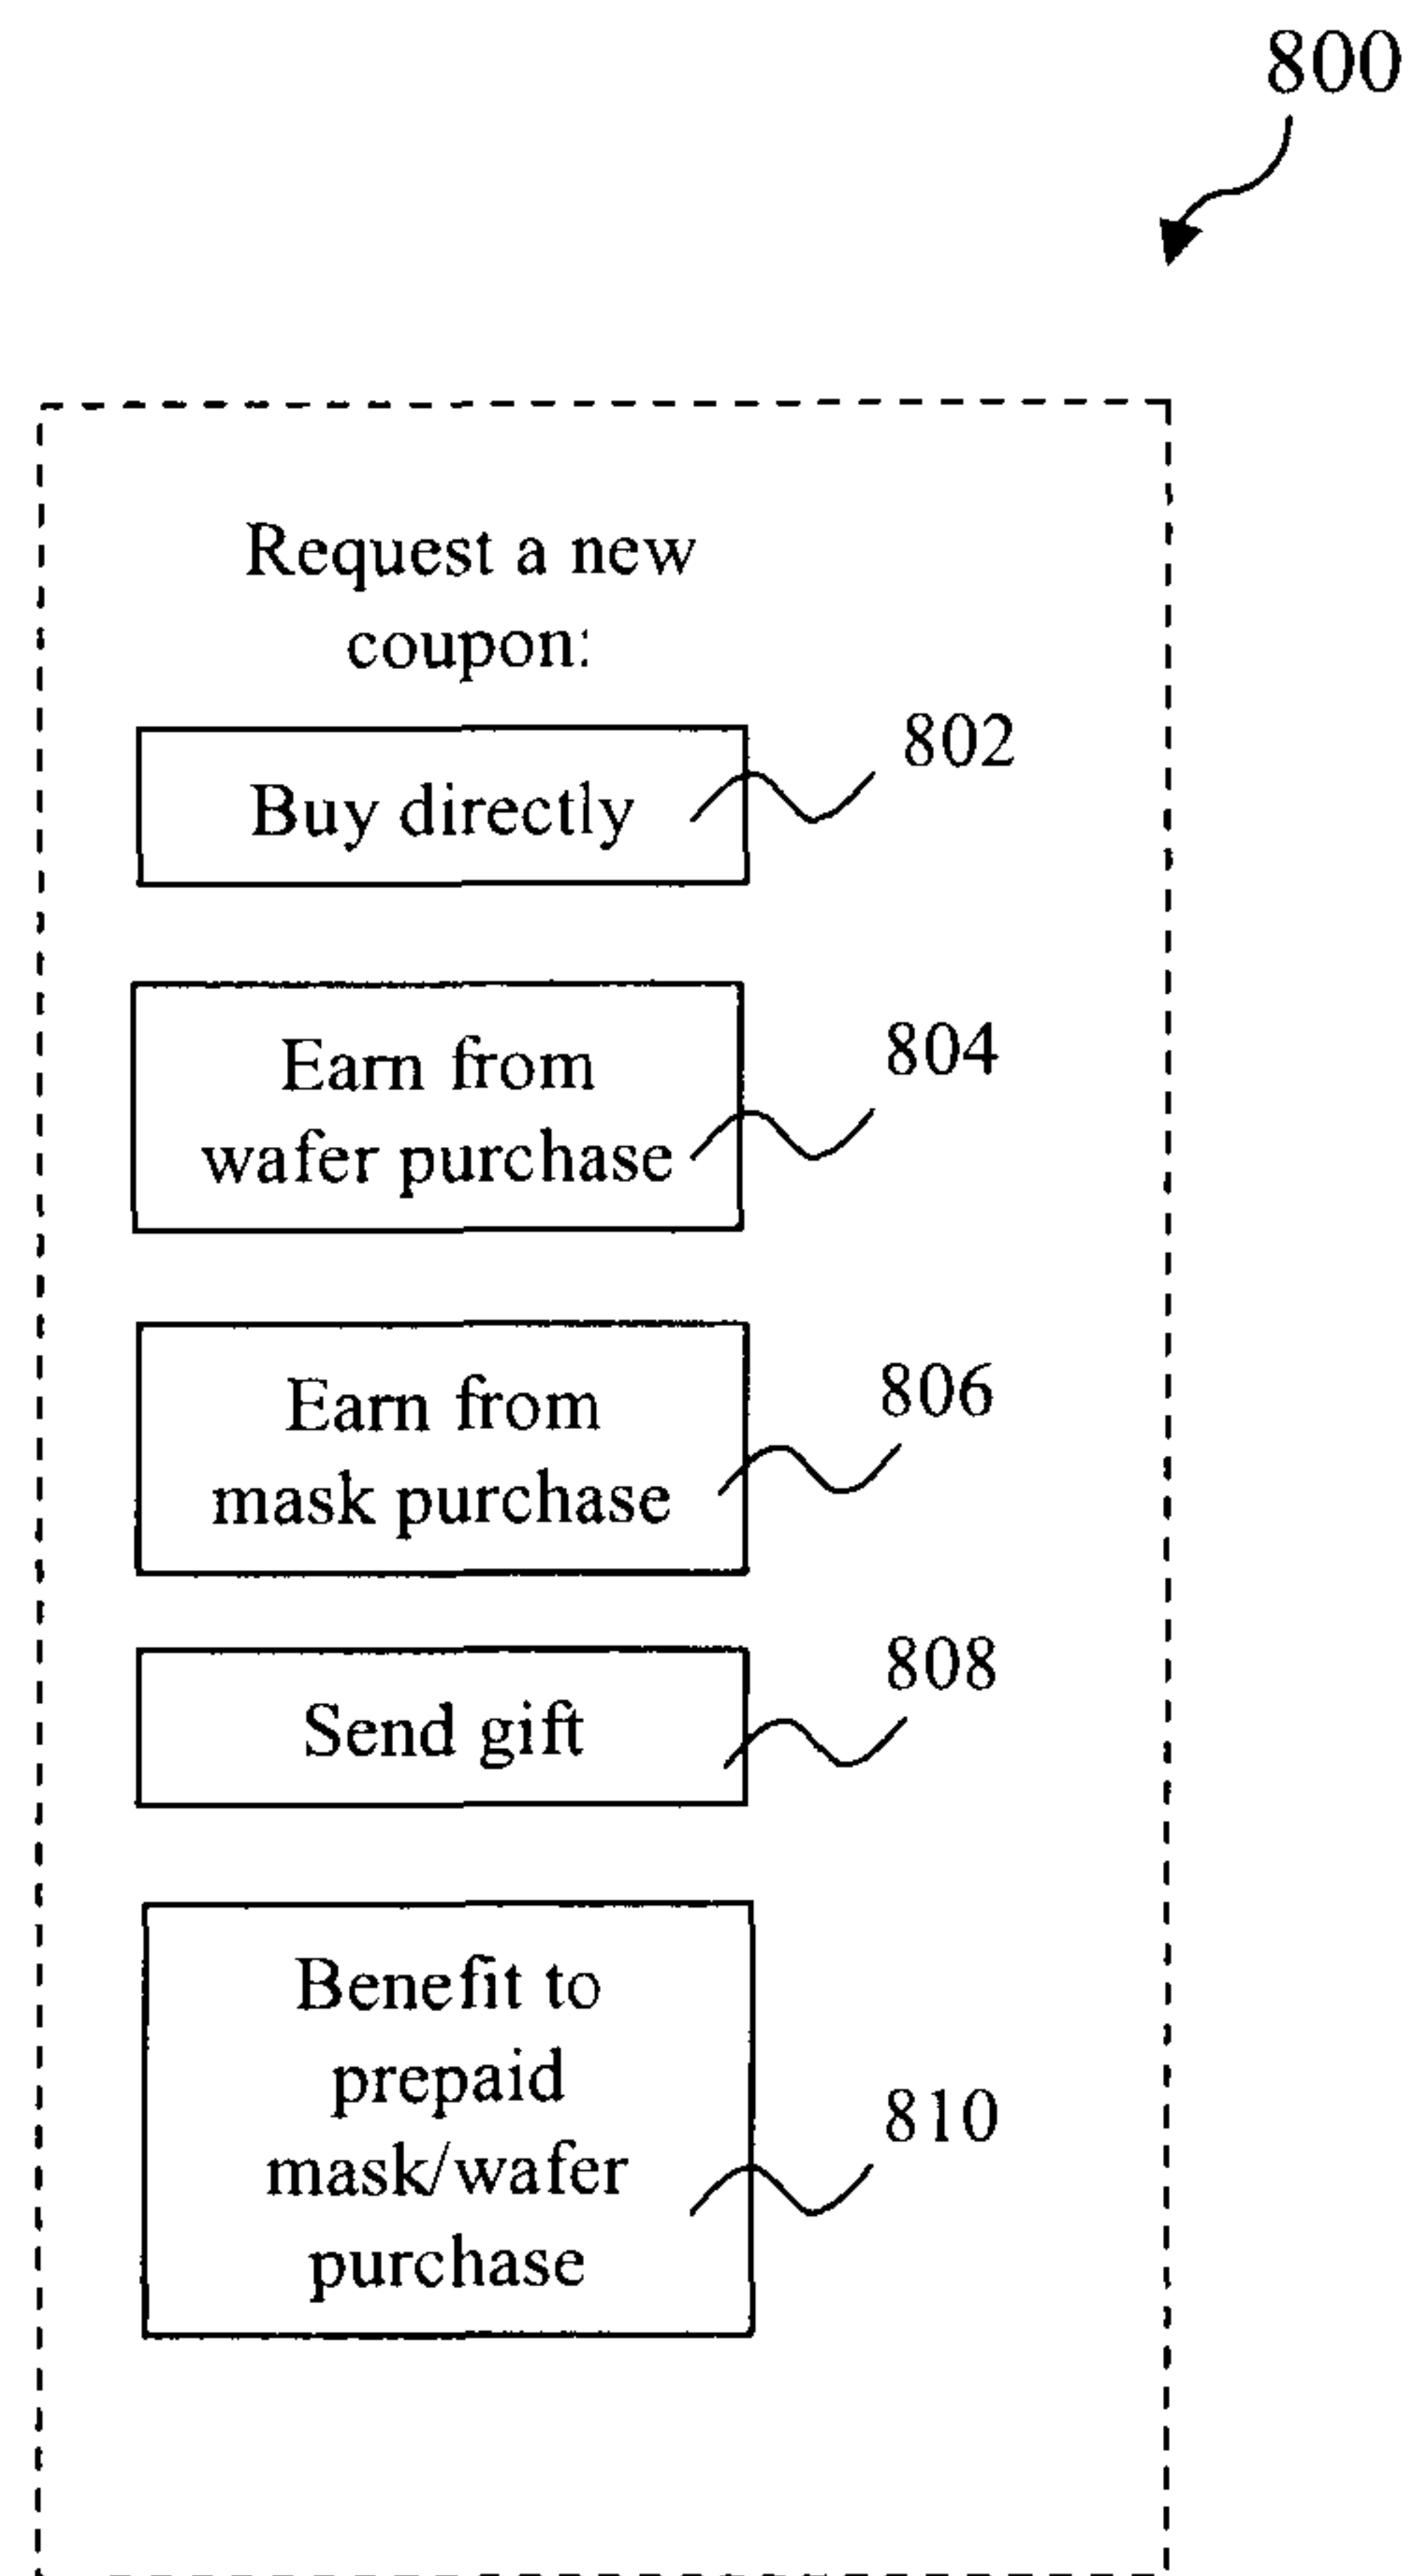 800
Request a new
coupon:
Buy directly
802
Earn from
wafer purchase
804
Earn from
mask purchase
806
Send gift
808
Benefit to
prepaid
mask/wafer
purchase
810